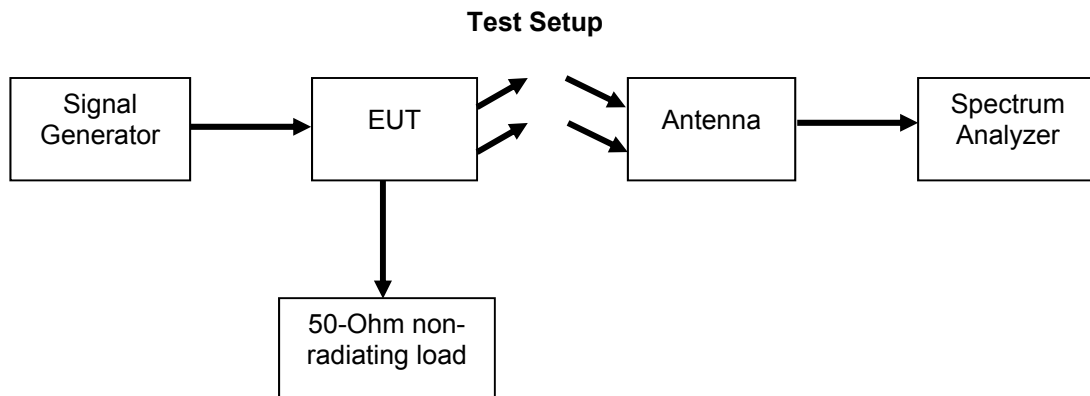 Test Setup
Signal
Generator
EUT
Antenna
Spectrum
Analyzer
50-Ohm non-
radiating load